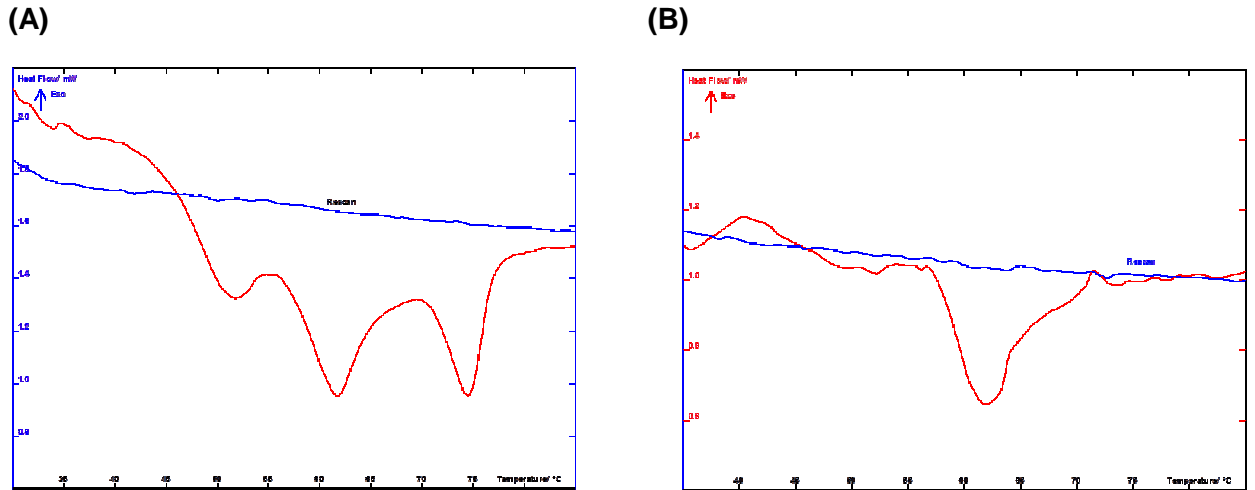 (A)
(B)
Heat Flow/ mW
Exo
2.0
1.8
1.6
1.4
1.2
1.0
0.8
Rescan
35 40 45 50 55 60 65 70 75 Temperature/ °C
Heat Flow/ mW
Exo
1.4
1.2
1.0
0.8
0.6
Rescan
40 45 50 55 60 65 70 75 Temperature/ °C